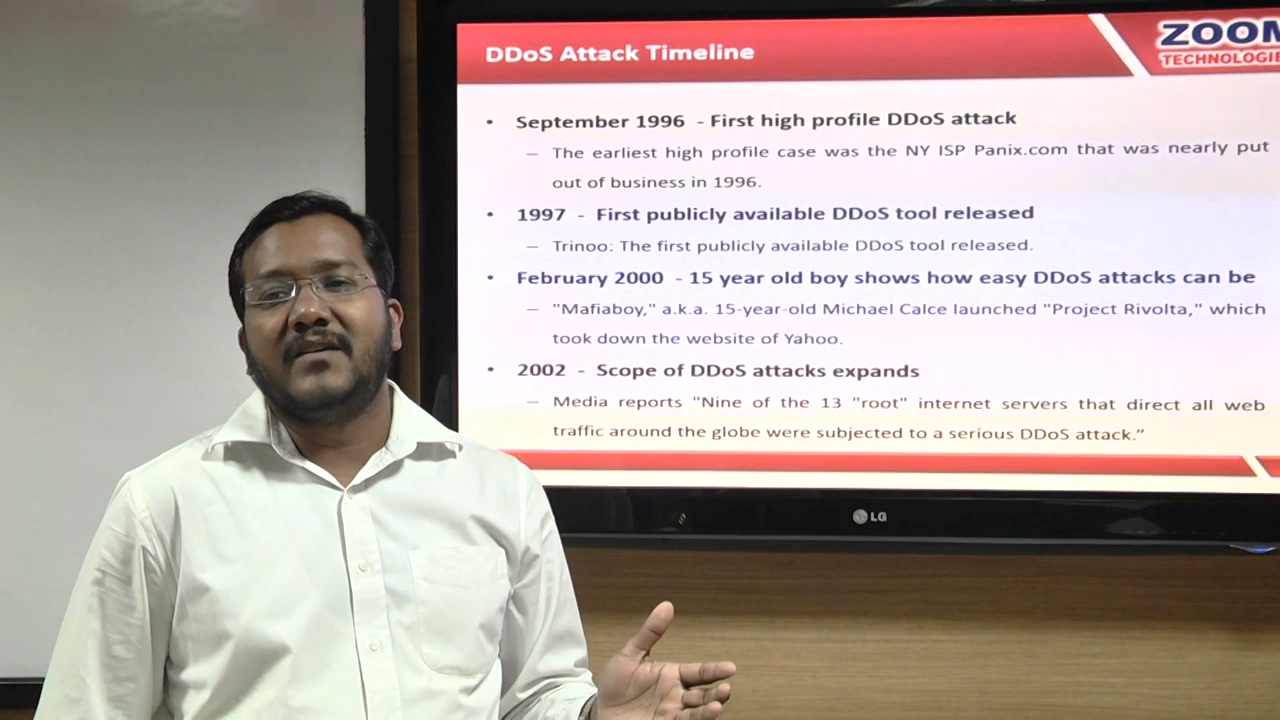 DDoS Attack Timeline
ZOOM
TECHNOLOGIE
• September 1996 - First high profile DDoS attack
– The earliest high profile case was the NY ISP Panix.com that was nearly put
out of business in 1996.
• 1997 - First publicly available DDoS tool released
– Trinoo: The first publicly available DDoS tool released.
• February 2000 - 15 year old boy shows how easy DDoS attacks can be
– "Mafiaboy," a.k.a. 15-year-old Michael Calce launched "Project Rivolta," which
took down the website of Yahoo.
• 2002 - Scope of DDoS attacks expands
– Media reports "Nine of the 13 "root" internet servers that direct all web
traffic around the globe were subjected to a serious DDoS attack.”
LG